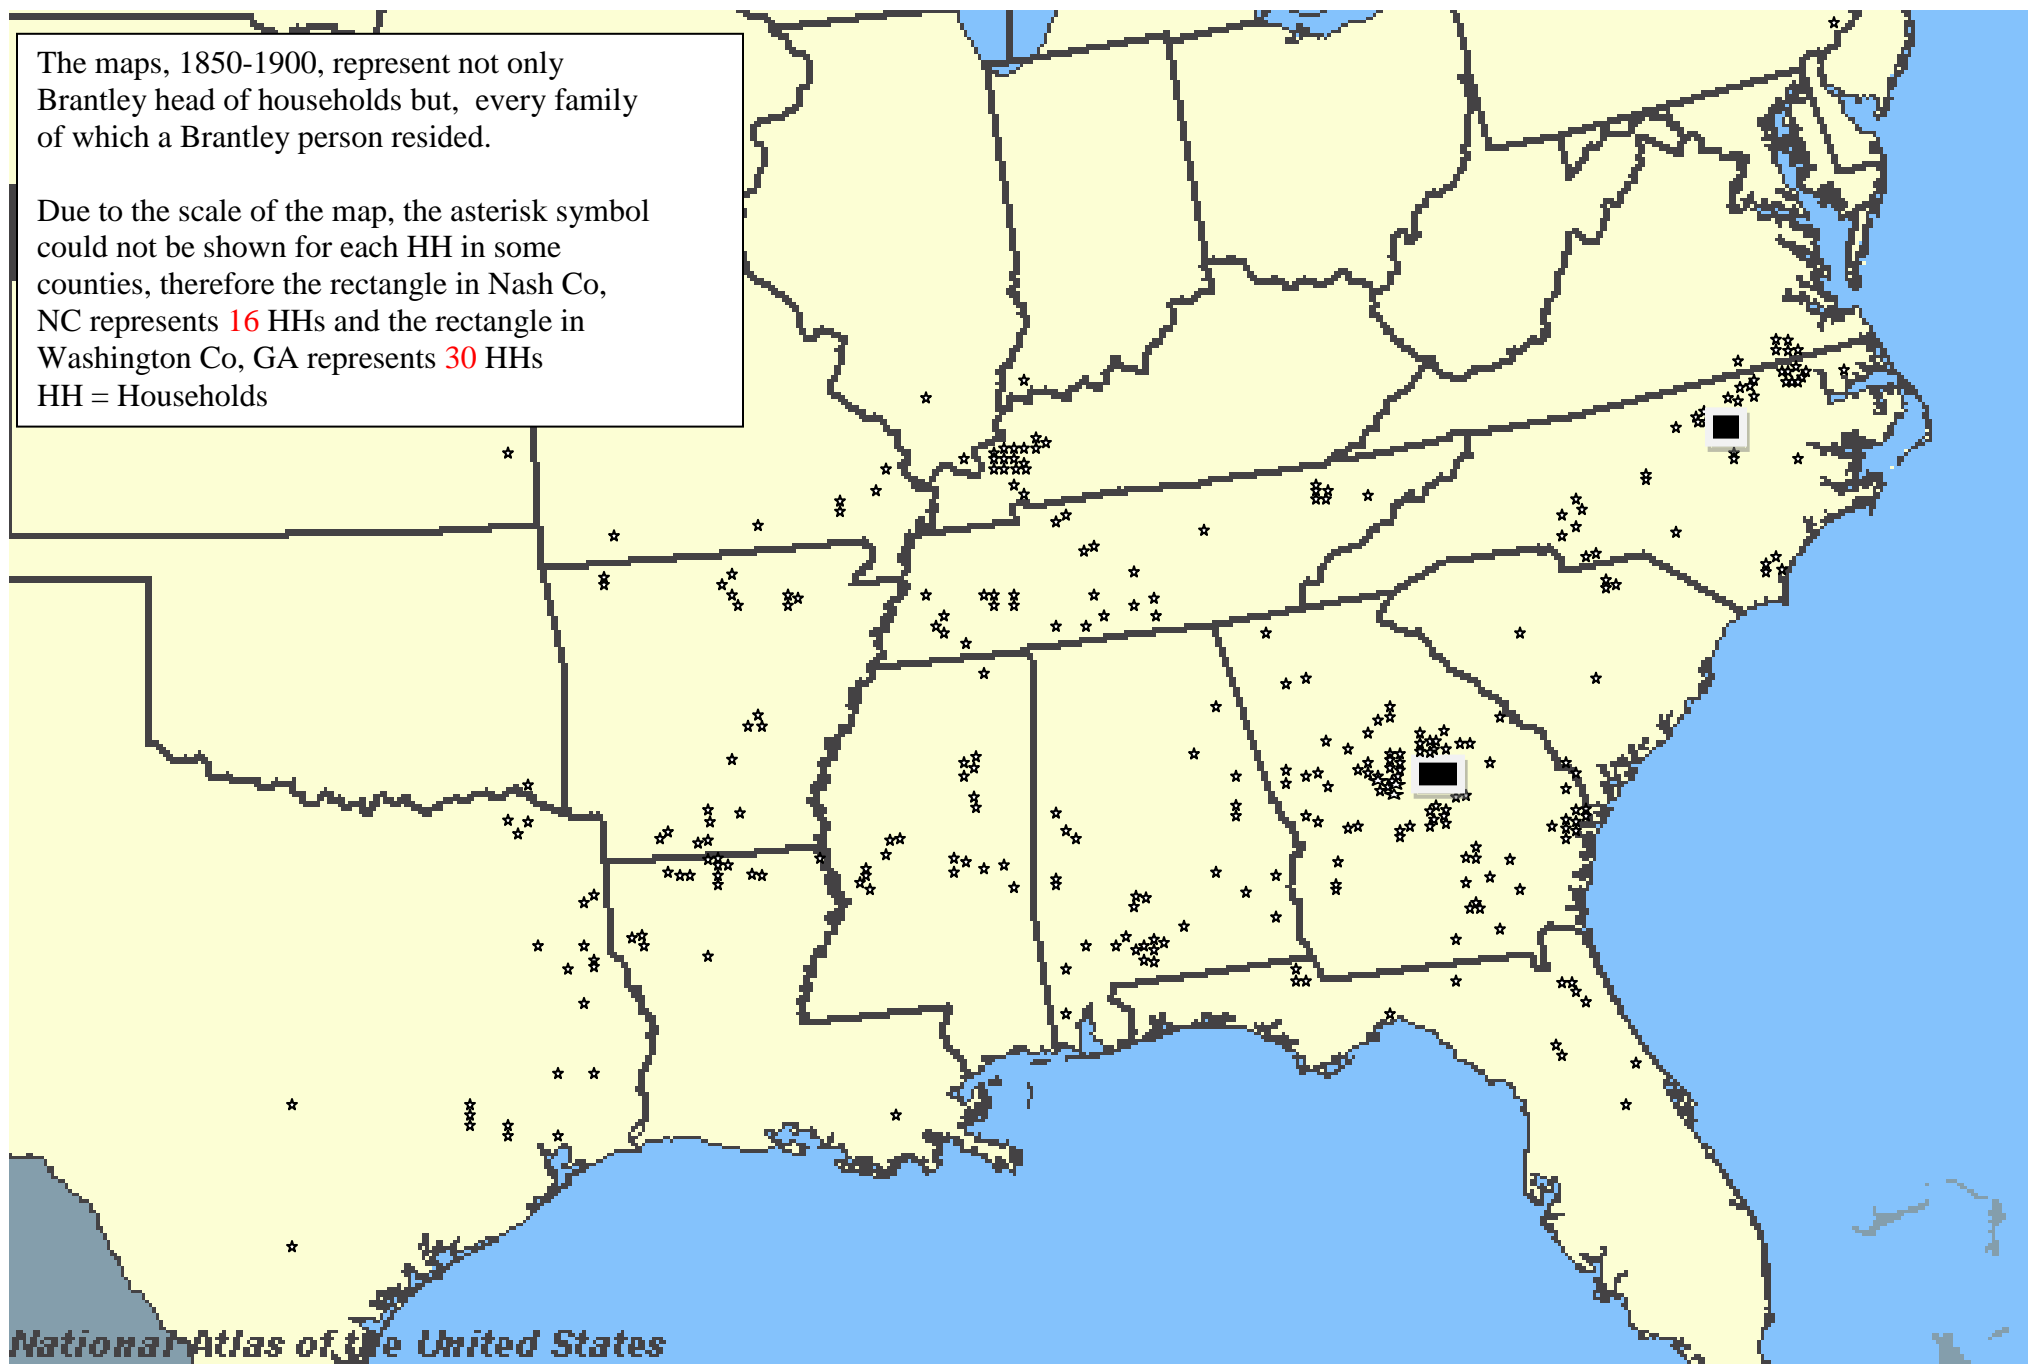 The maps, 1850-1900, represent not only
Brantley head of households but, every family
of which a Brantley person resided.
Due to the scale of the map, the asterisk symbol
could not be shown for each HH in some
counties, therefore the rectangle in Nash Co,
NC represents 16 HHs and the rectangle in
Washington Co, GA represents 30 HHs
HH = Households
National Atlas of the United States